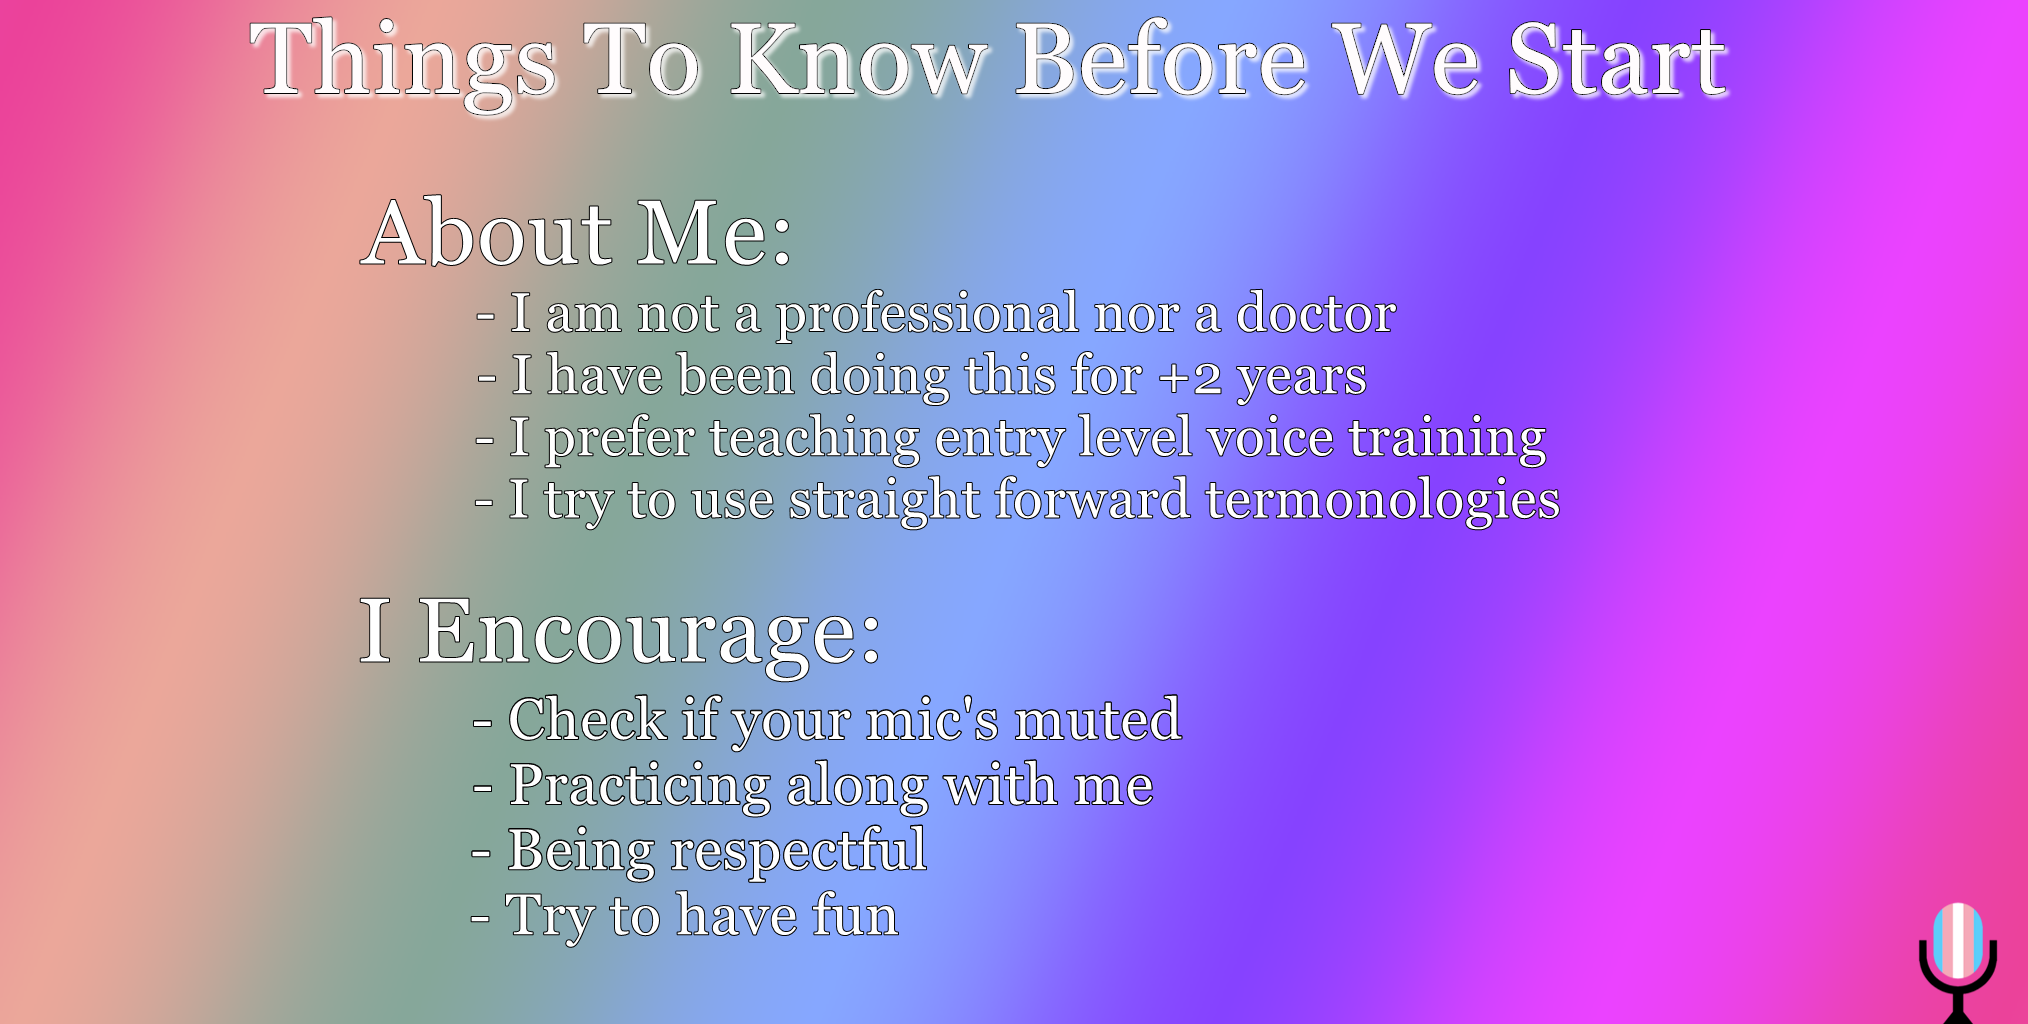 Things To Know Before We Start
About Me:
- I am not a professional nor a doctor
- I have been doing this for +2 years
- I prefer teaching entry level voice training
- I try to use straight forward termonologies
I Encourage:
- Check if your mic's muted
- Practicing along with me
- Being respectful
- Try to have fun